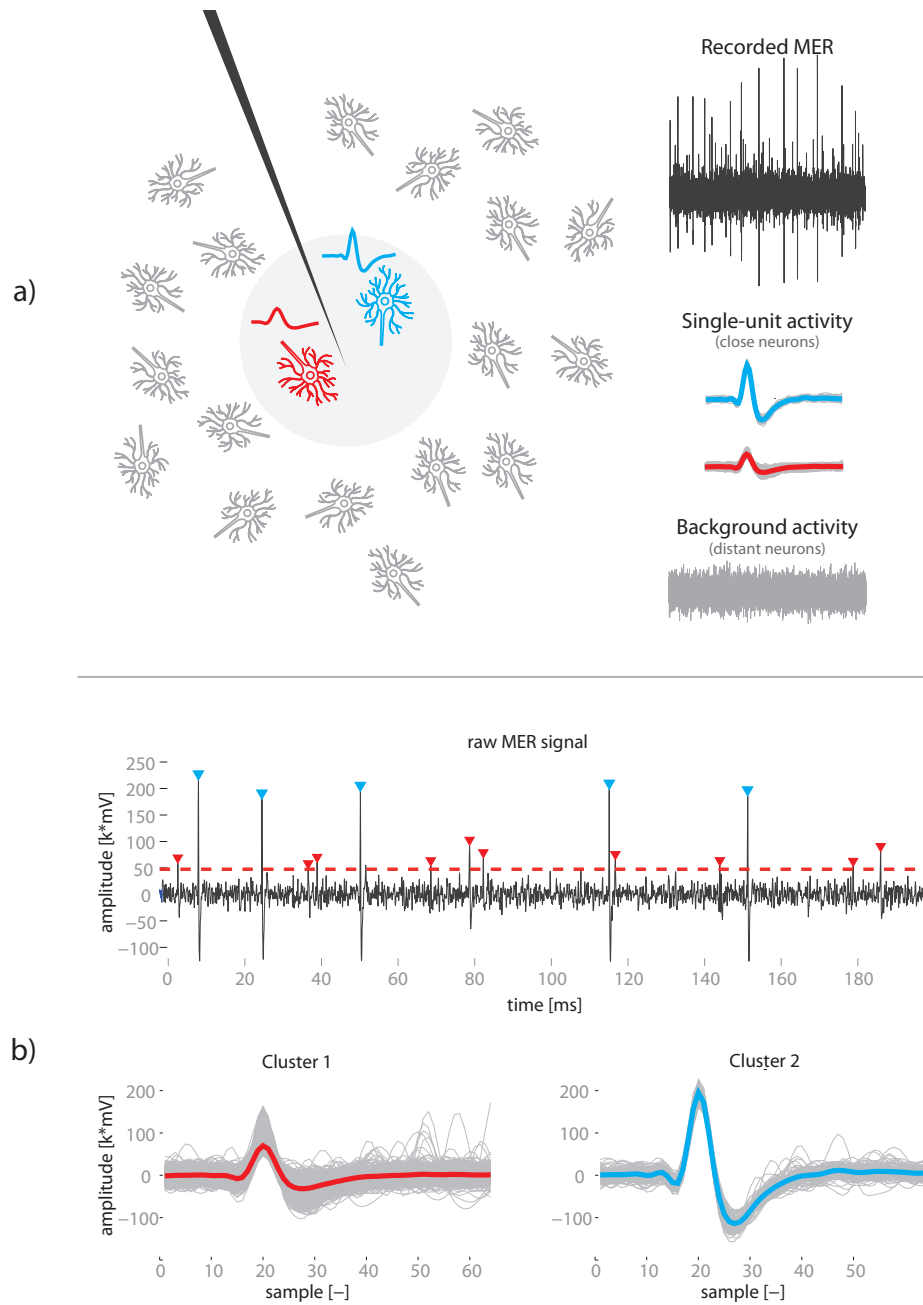 a)
Recorded MER
Single-unit activity
(close neurons)
Background activity
(distant neurons)
raw MER signal
amplitude [k*mV]
250
200
150
100
50
0
−50
−100
0 20 40 60 80 100 120 140 160 180
time [ms]
b)
Cluster 1
amplitude [k*mV]
200
100
0
−100
0 10 20 30 40 50 60
sample [−]
Cluster 2
200
100
0
−100
0 10 20 30 40 50
sample [−]